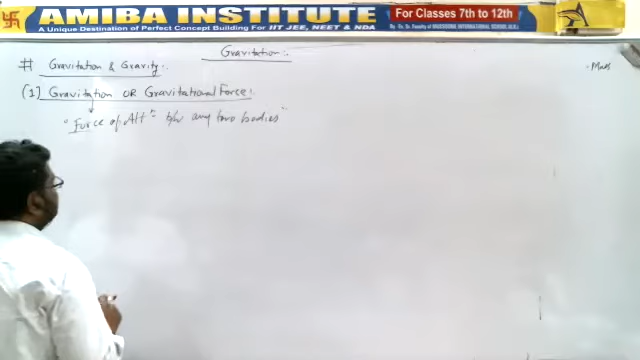 AMIBA INSTITUTE
A Unique Destination of Perfect Concept Building For IIT JEE, NEET & NDA
For Classes 7th to 12th
Gravitation:.
# Gravitation & Gravity:.
(1) Gravitation OR Gravitational Force:
"Force of Attⁿ b/w any two bodies"